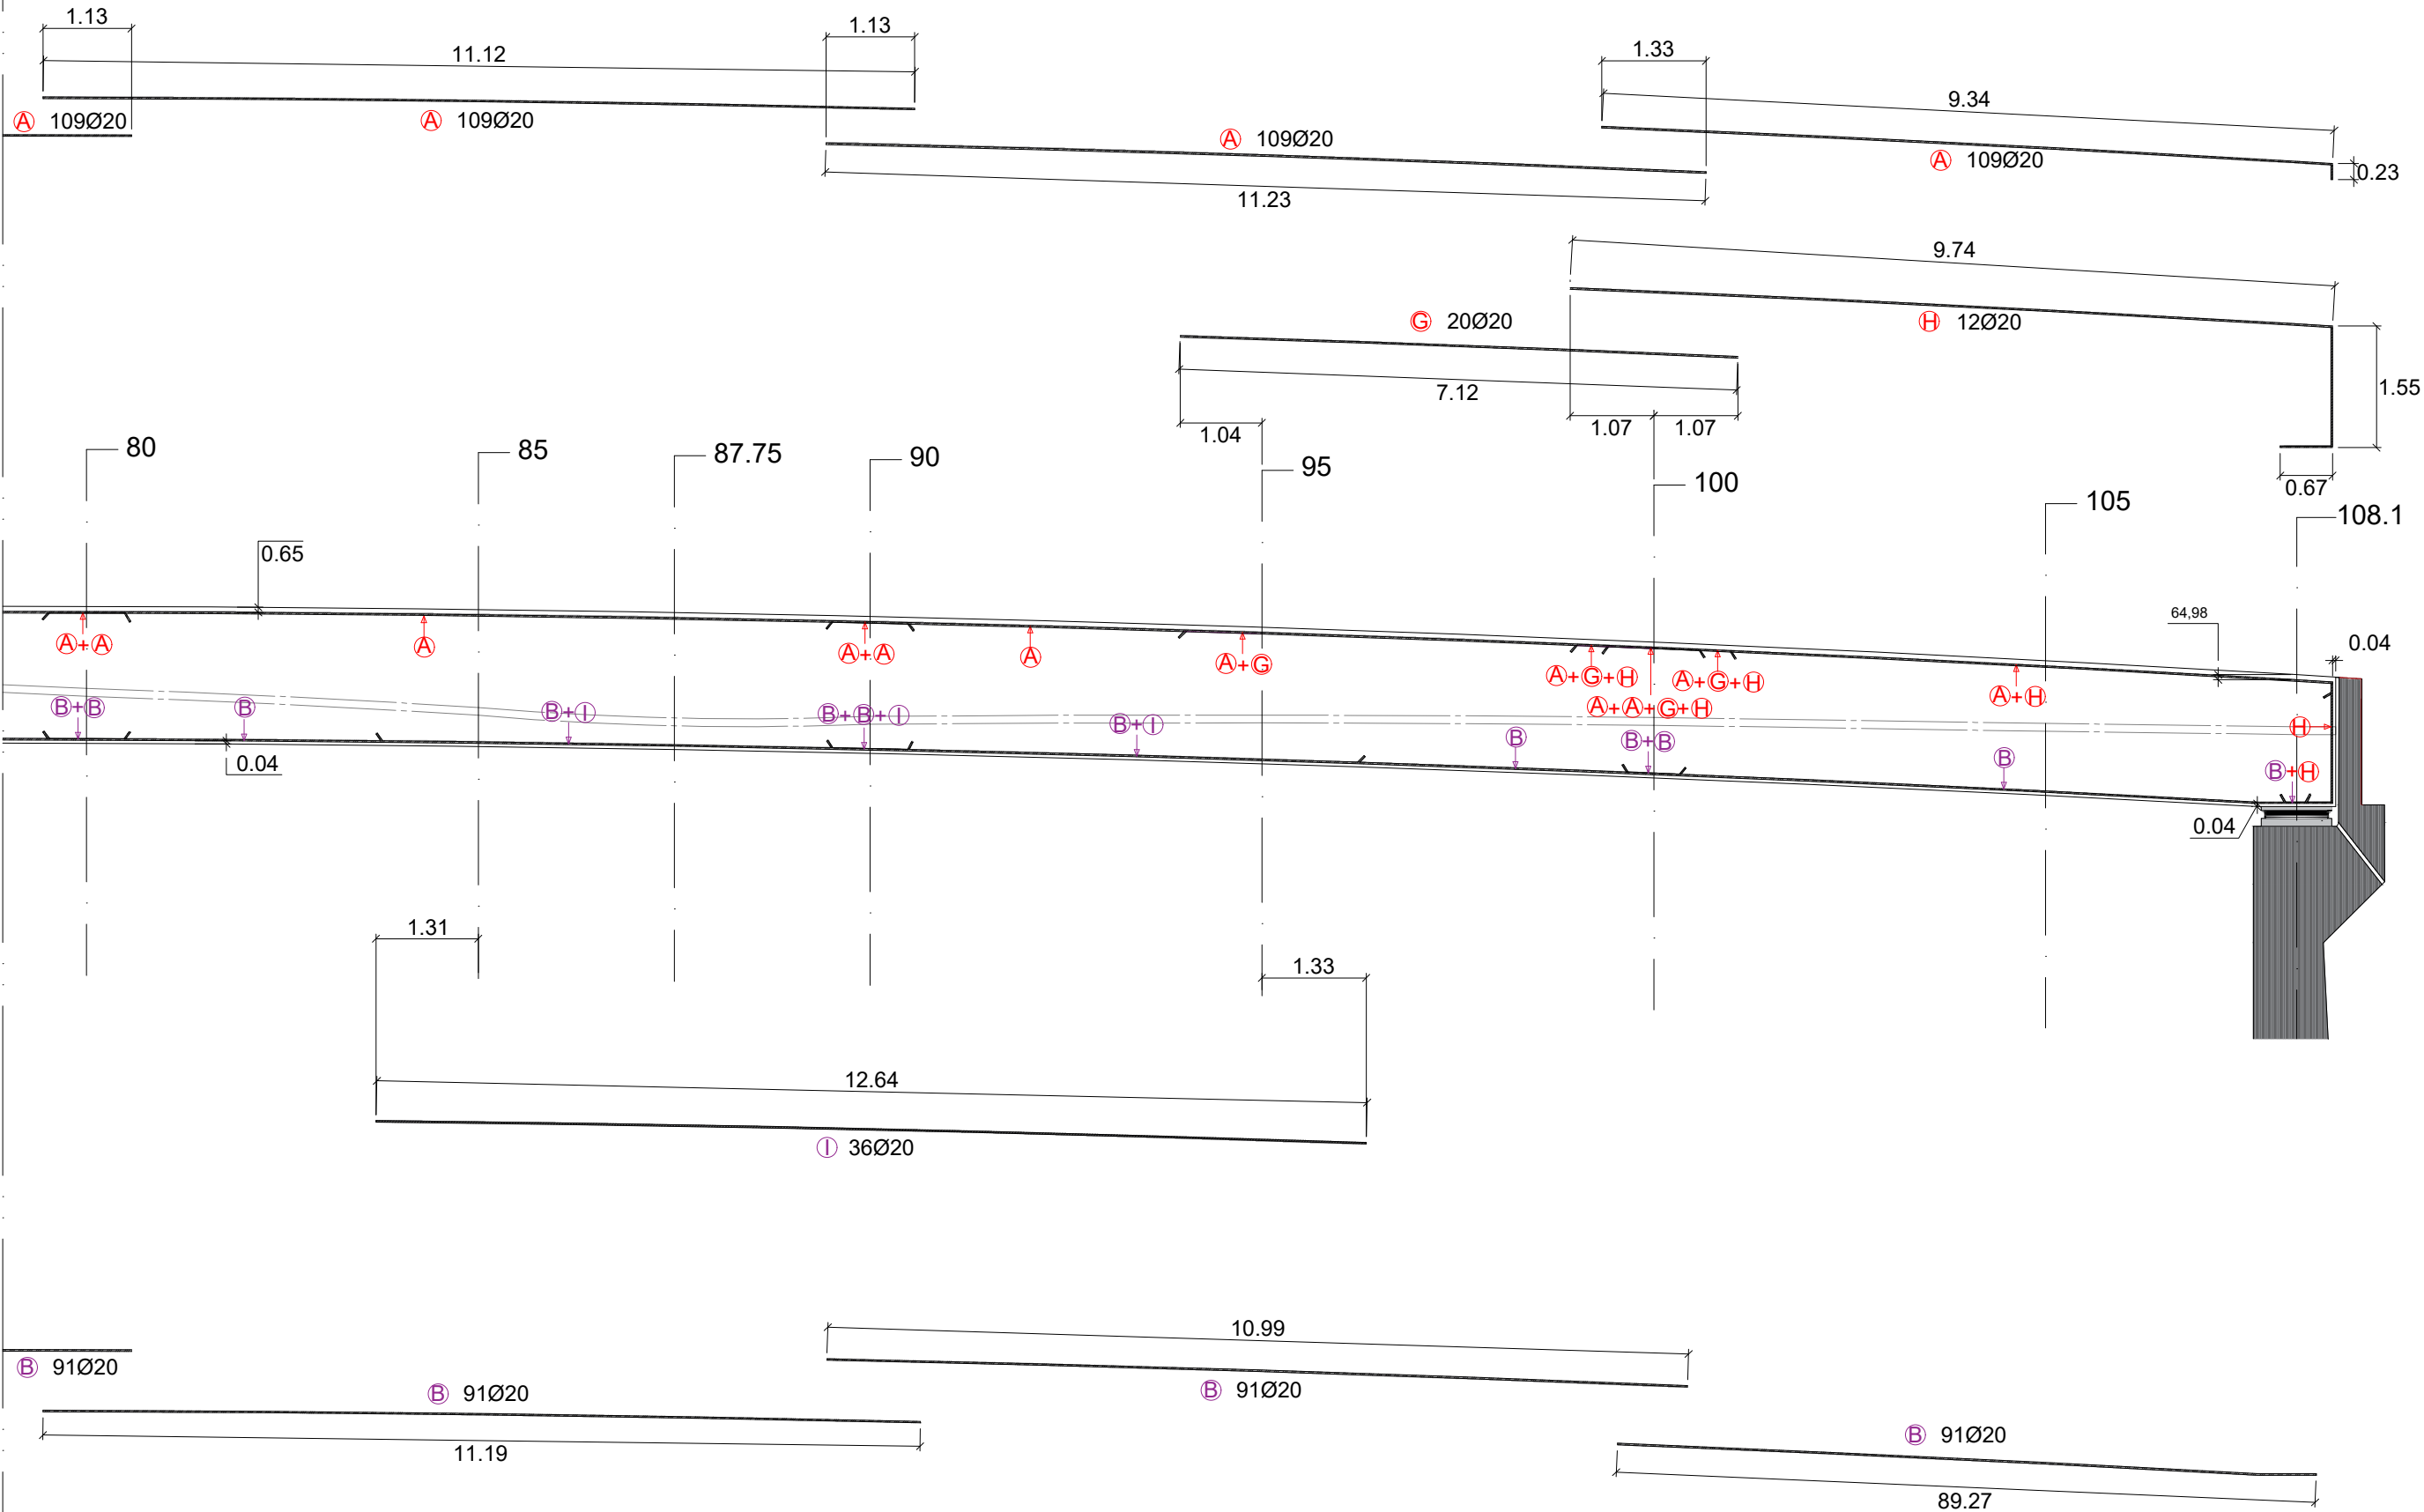 1.13
1.13
11.12
1.33
9.34
A 109Ø20
A 109Ø20
A 109Ø20
A 109Ø20
0.23
11.23
9.74
G 20Ø20
H 12Ø20
1.55
7.12
1.04
1.07
1.07
0.67
80
85
87.75
90
95
100
105
108.1
0.65
64,98
0.04
A+A
A
A+A
A
A+G
A+G+H
A+G+H
A+A+G+H
A+H
H
B+B
B
B+I
B+B+I
B+I
B
B+B
B
B+H
0.04
0.04
1.31
1.33
12.64
I 36Ø20
10.99
B 91Ø20
B 91Ø20
B 91Ø20
11.19
B 91Ø20
89.27